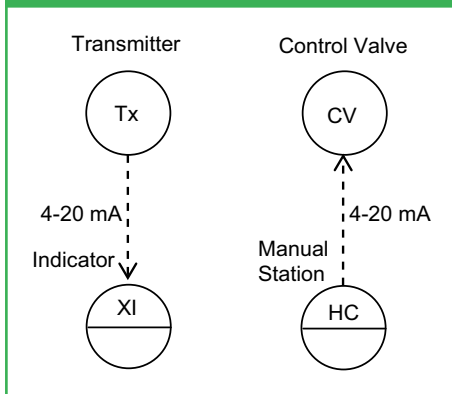 Transmitter
Control Valve
Tx
CV
4-20 mA
4-20 mA
Indicator
Manual
Station
XI
HC